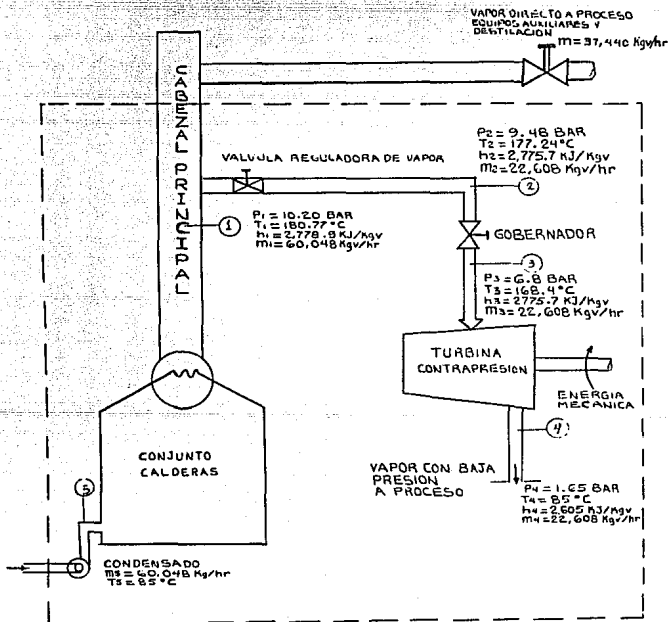 VAPOR DIRECTO A PROCESO
EQUIPOS AUXILIARES Y
DESTILACION
m = 37,440 Kgv/hr
CABEZAL PRINCIPAL
VALVULA REGULADORA DE VAPOR
P2 = 9.48 BAR
T2 = 177.24°C
h2 = 2,775.7 KJ/Kgv
m2 = 22,608 Kgv/hr
2
1
P1 = 10.20 BAR
T1 = 180.77°C
h1 = 2,778.9 KJ/Kgv
m1 = 60,048 Kgv/hr
GOBERNADOR
3
P3 = 6.8 BAR
T3 = 168.4°C
h3 = 2775.7 KJ/Kgv
m3 = 22,608 Kgv/hr
TURBINA
CONTRAPRESION
ENERGIA
MECANICA
4
CONJUNTO
CALDERAS
VAPOR CON BAJA
PRESION
A PROCESO
P4 = 1.65 BAR
T4 = 85°C
h4 = 2,605 KJ/Kgv
m4 = 22,608 Kgv/hr
5
CONDENSADO
m5 = 60,048 Kg/hr
T5 = 85°C